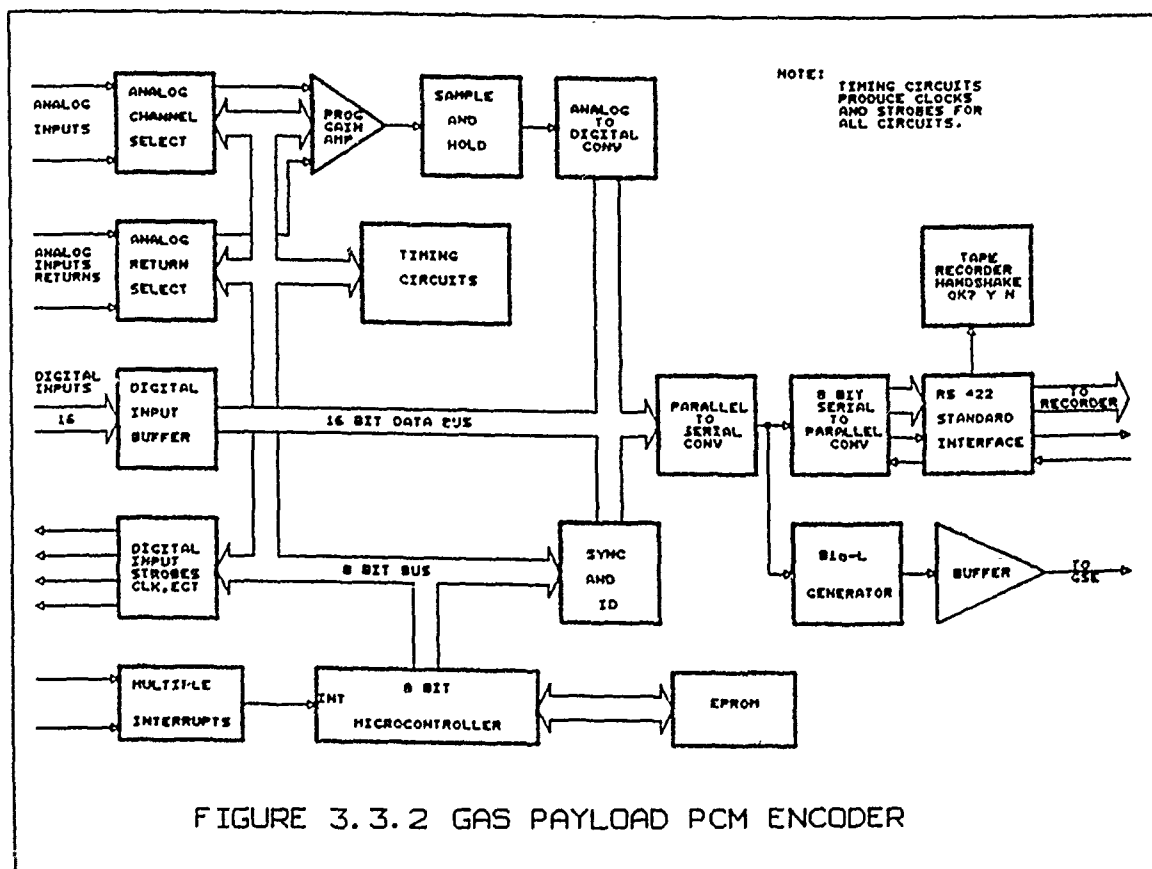 ANALOG
INPUTS
ANALOG
CHANNEL
SELECT
PROG
GAIN
AMP
SAMPLE
AND
HOLD
ANALOG
TO
DIGITAL
CONV
NOTE:
TIMING CIRCUITS
PRODUCE CLOCKS
AND STROBES FOR
ALL CIRCUITS.
ANALOG
INPUTS
RETURNS
ANALOG
RETURN
SELECT
TIMING
CIRCUITS
TAPE
RECORDER
HANDSHAKE
OK? Y N
DIGITAL
INPUTS
16
DIGITAL
INPUT
BUFFER
16 BIT DATA BUS
PARALLEL
TO
SERIAL
CONV
8 BIT
SERIAL
TO
PARALLEL
CONV
RS 422
STANDARD
INTERFACE
TO
RECORDER
DIGITAL
INPUT
STROBES
CLK,ECT
8 BIT BUS
SYNC
AND
ID
BIO-L
GENERATOR
BUFFER
TO
GSE
MULTIPLE
INTERRUPTS
INT
8 BIT
MICROCONTROLLER
EPROM
FIGURE 3.3.2 GAS PAYLOAD PCM ENCODER